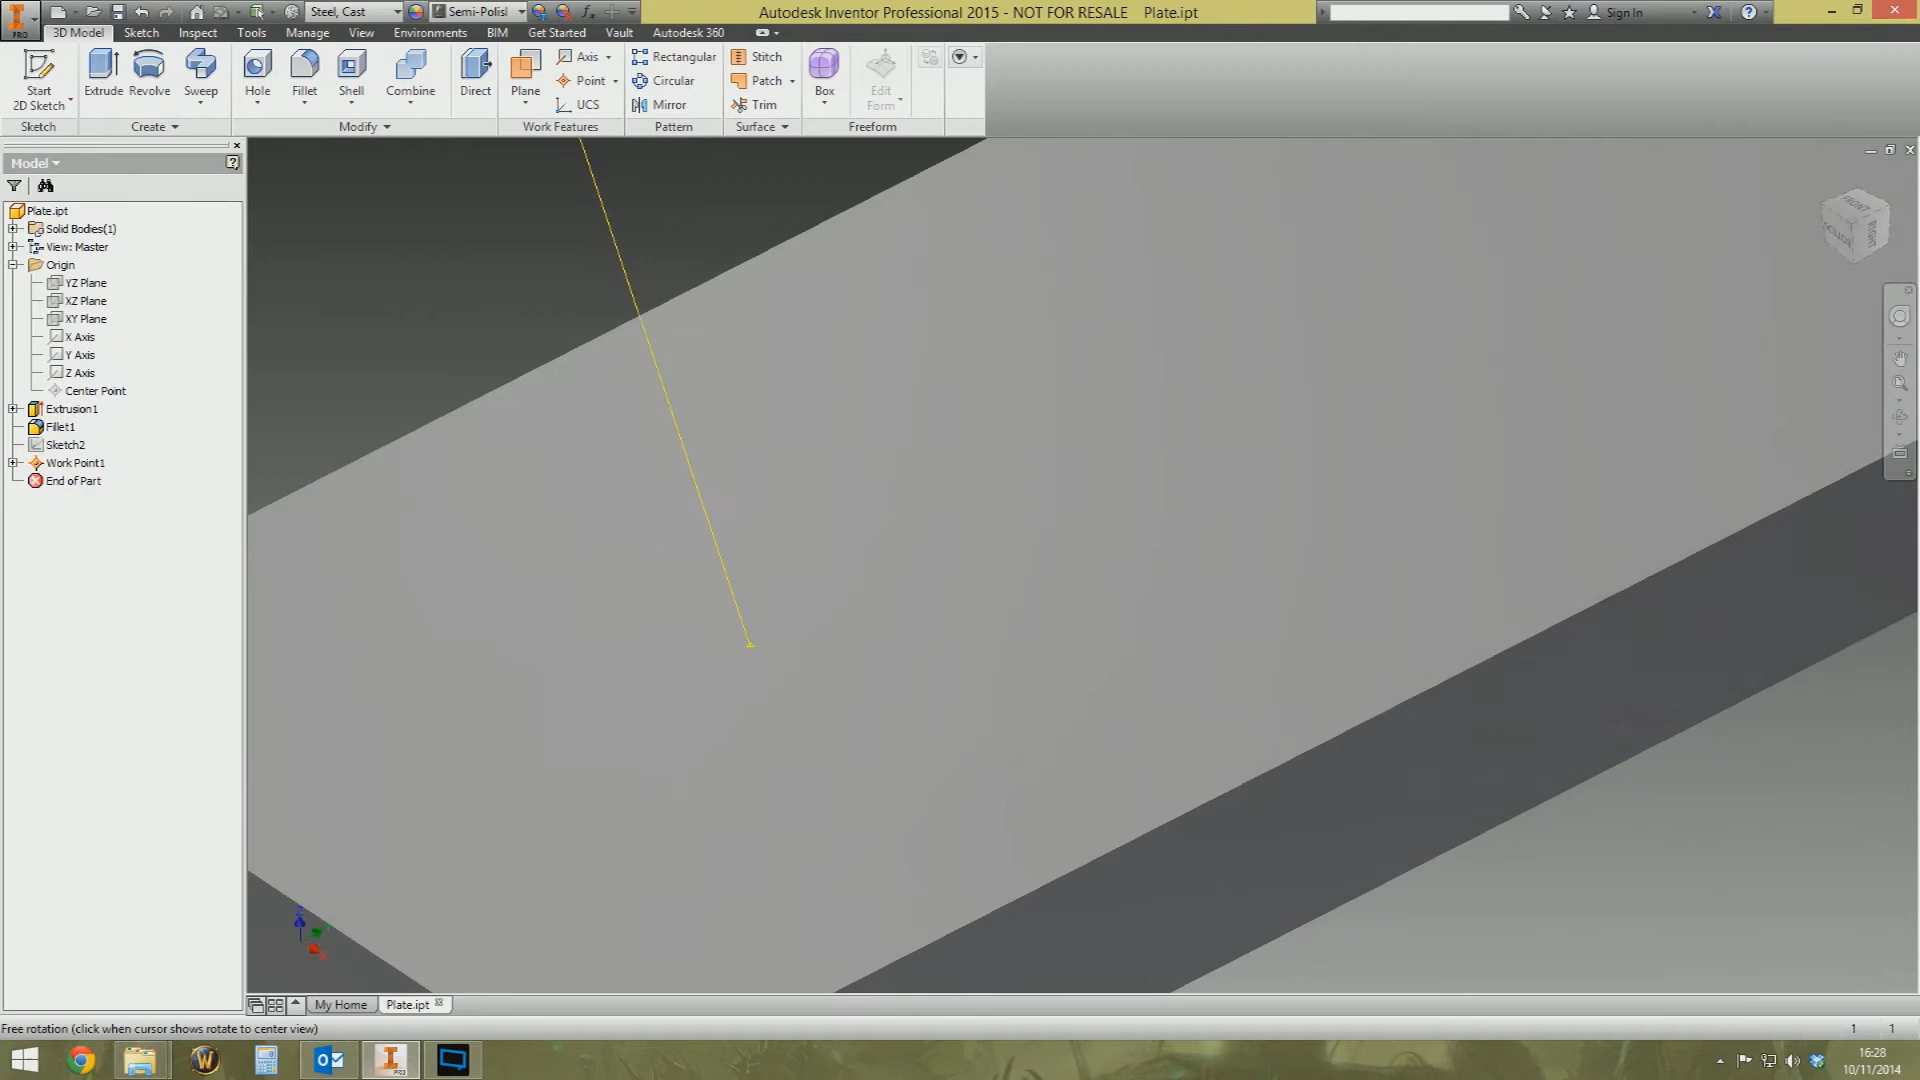 Steel, Cast
Semi-Polisl
fx
Autodesk Inventor Professional 2015 - NOT FOR RESALE Plate.ipt
Sign In
PRO
3D Model Sketch Inspect Tools Manage View Environments BIM Get Started Vault Autodesk 360
Start
2D Sketch
Extrude Revolve Sweep
Hole Fillet Shell Combine
Direct
Plane
Axis
Point
UCS
Rectangular
Circular
Mirror
Stitch
Patch
Trim
Box
Edit
Form
Sketch Create Modify Work Features Pattern Surface Freeform
Model
Plate.ipt
Solid Bodies(1)
View: Master
Origin
YZ Plane
XZ Plane
XY Plane
X Axis
Y Axis
Z Axis
Center Point
Extrusion1
Fillet1
Sketch2
Work Point1
End of Part
FRONT
RIGHT
My Home Plate.ipt
Free rotation (click when cursor shows rotate to center view)
1 1
16:28
10/11/2014